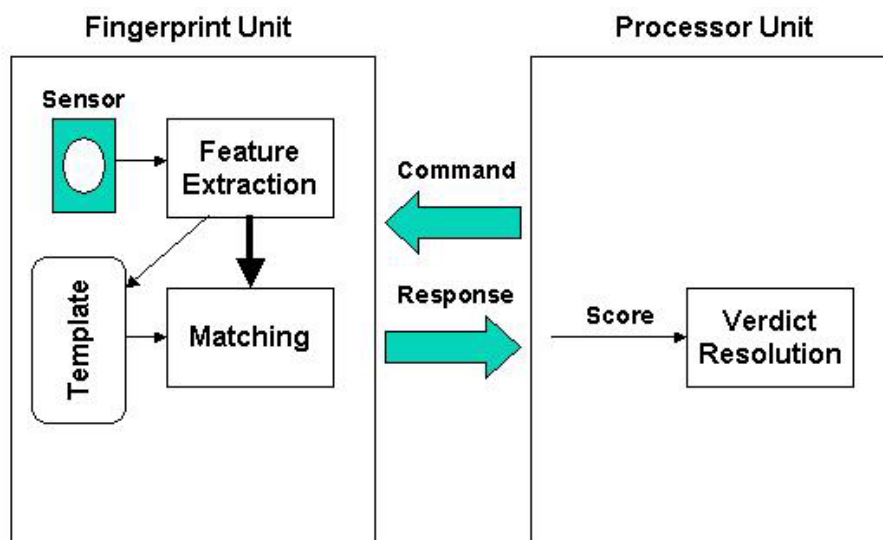 Fingerprint Unit
Processor Unit
Sensor
Feature
Extraction
Command
Template
Matching
Response
Score
Verdict
Resolution